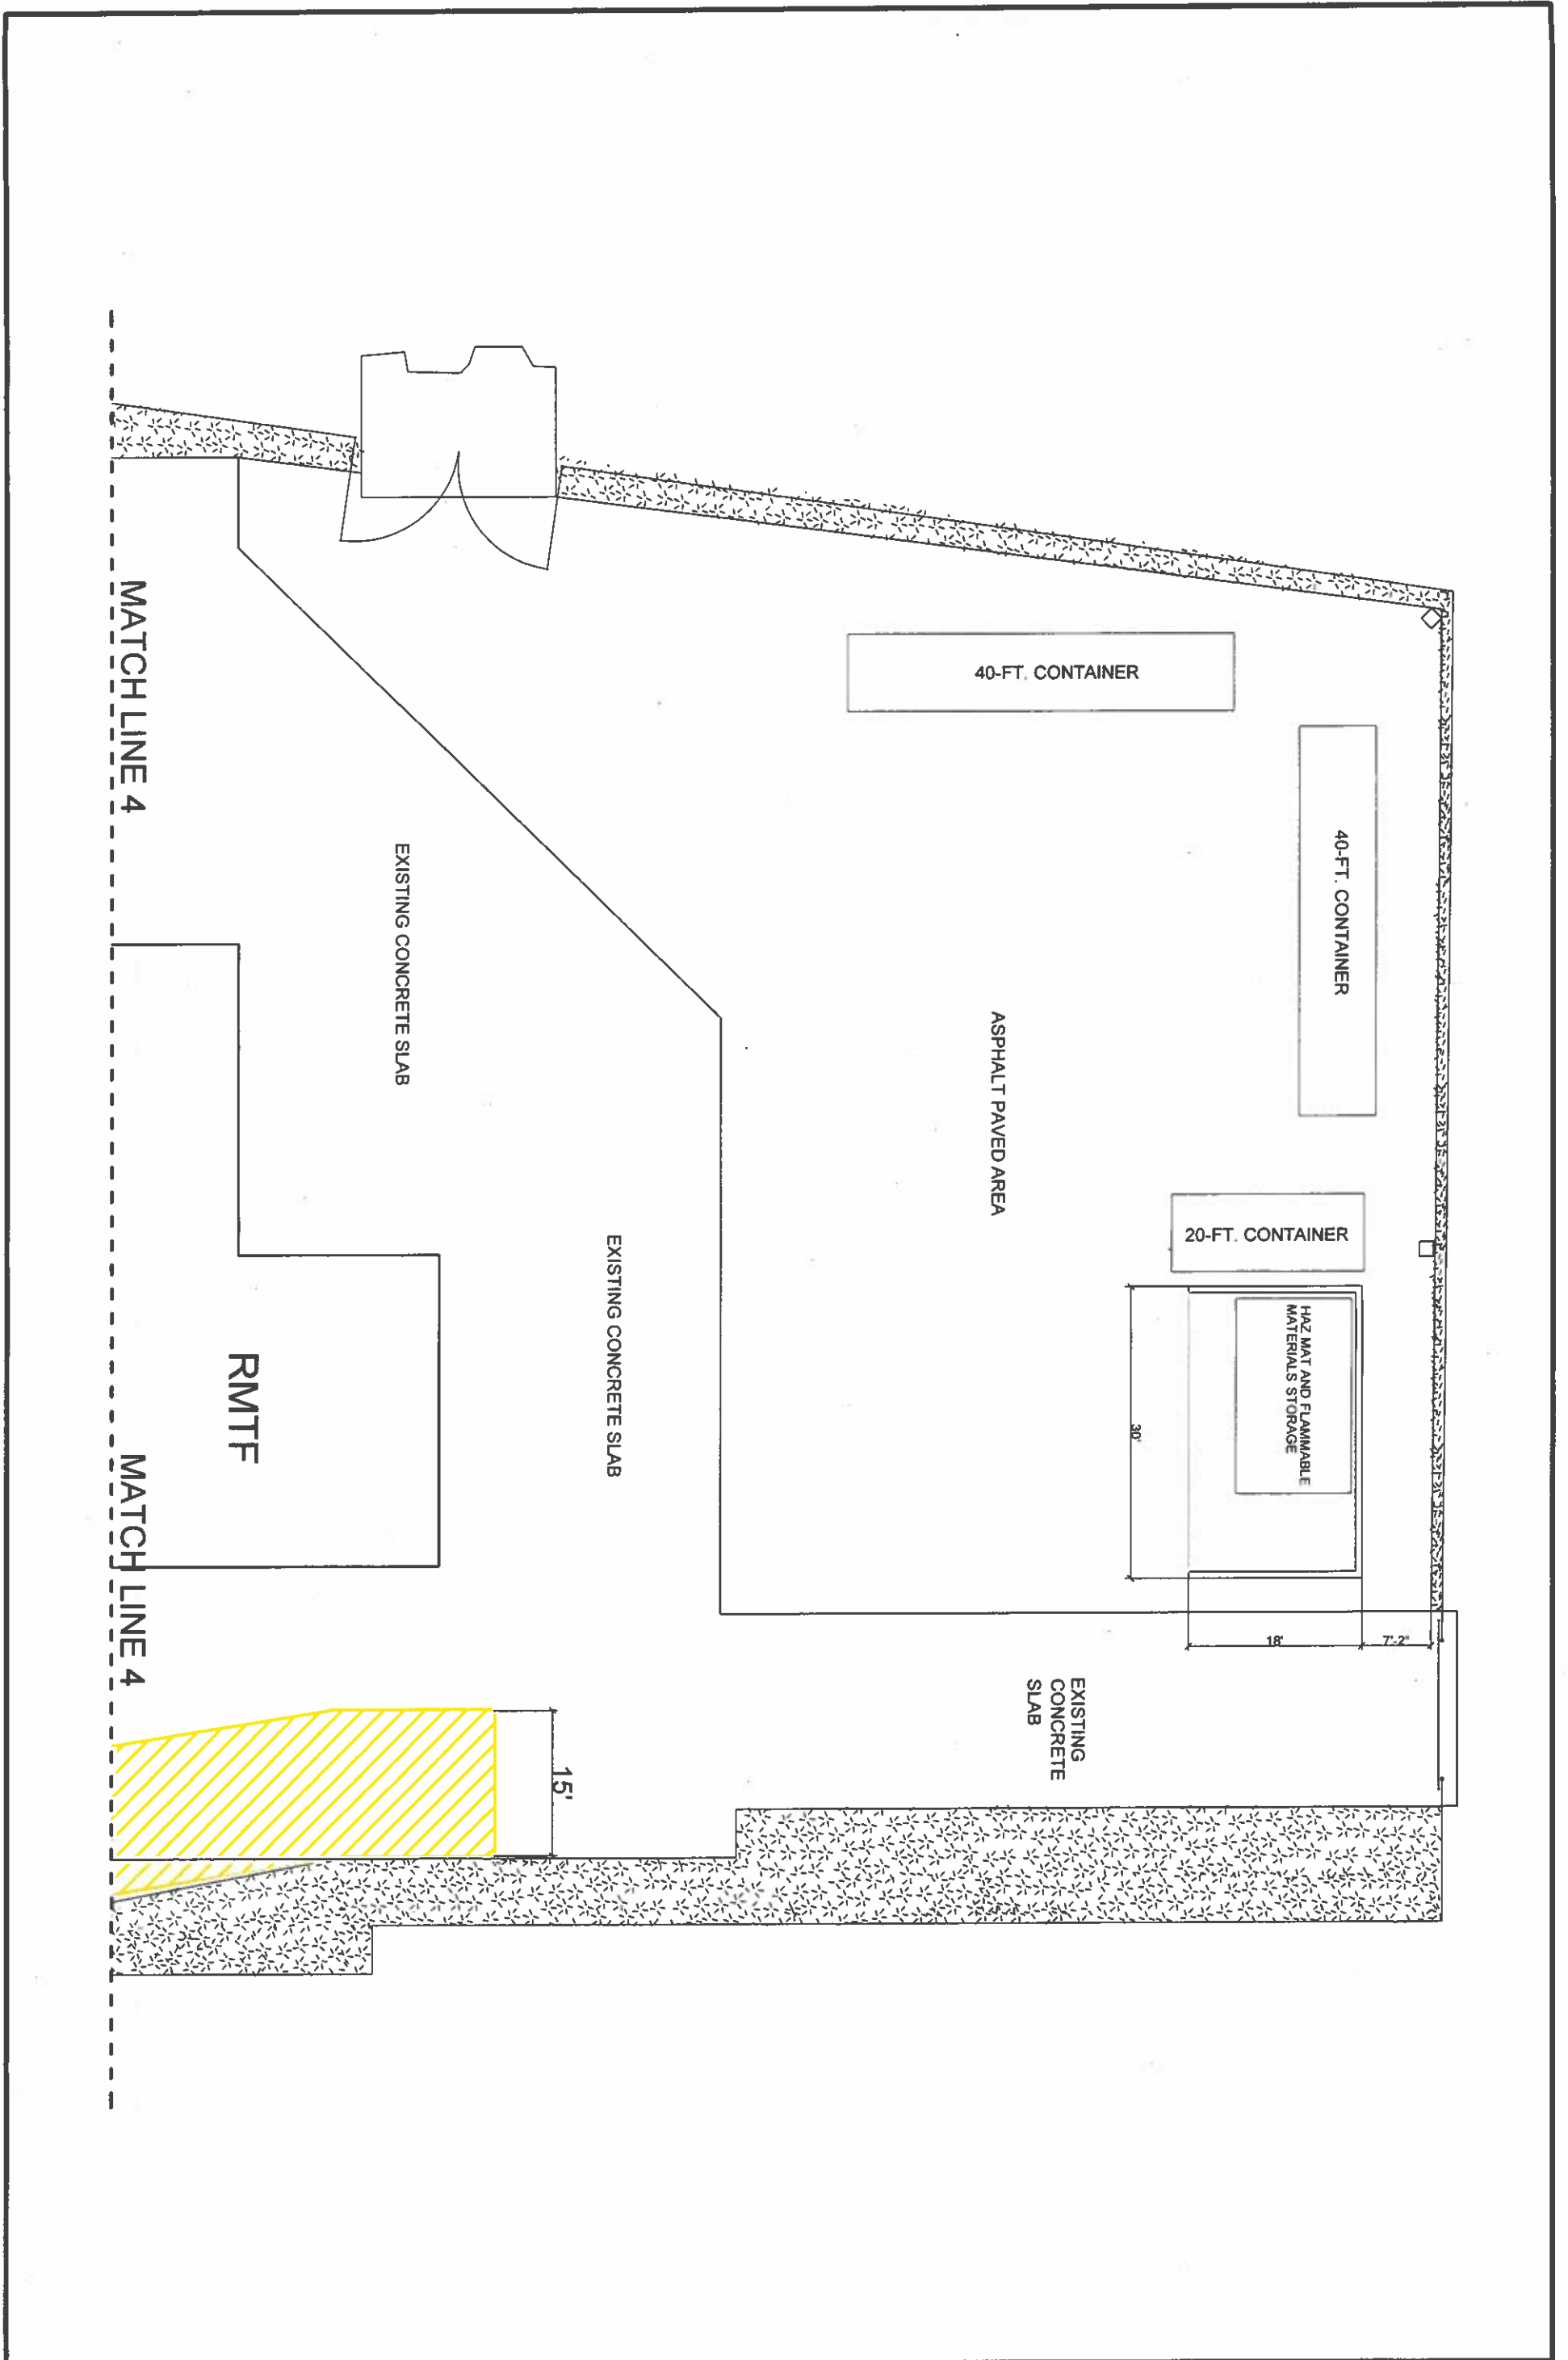 40-FT. CONTAINER
40-FT. CONTAINER
20-FT. CONTAINER
HAZ MAT AND FLAMMABLE
MATERIALS STORAGE
30'
18'
7'-2"
ASPHALT PAVED AREA
EXISTING
CONCRETE
SLAB
EXISTING CONCRETE SLAB
EXISTING CONCRETE SLAB
15'
RMTF
MATCH LINE 4
MATCH LINE 4